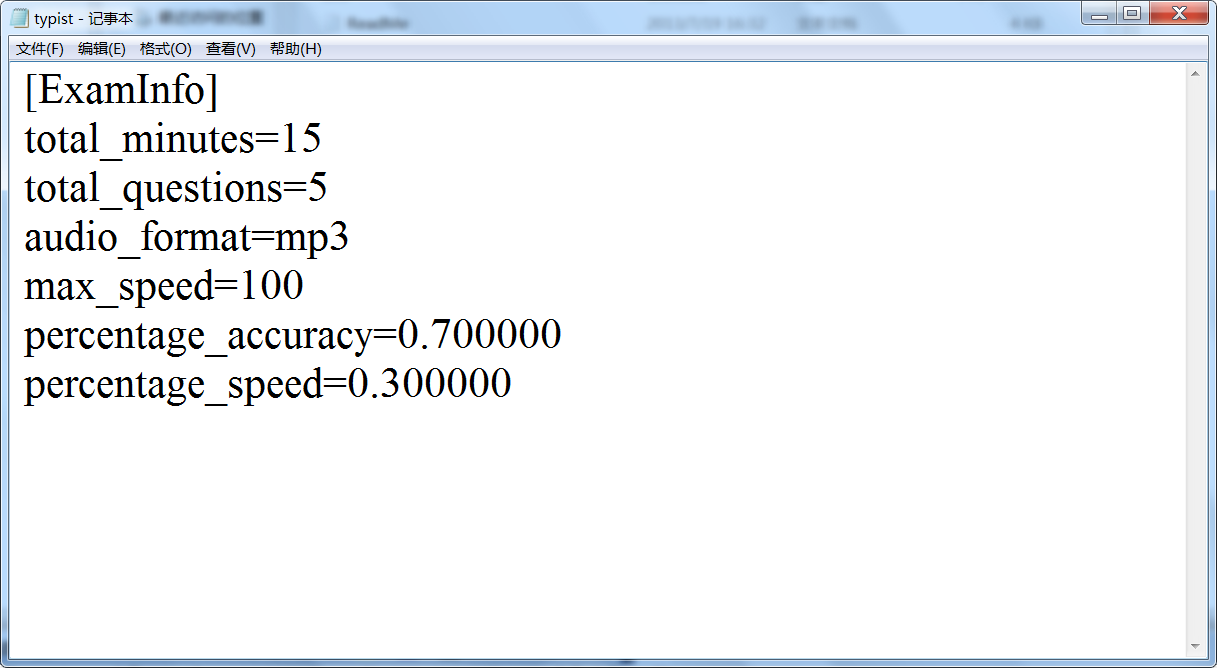 typist - 记事本
文件(F) 编辑(E) 格式(O) 查看(V) 帮助(H)
[ExamInfo]
total_minutes=15
total_questions=5
audio_format=mp3
max_speed=100
percentage_accuracy=0.700000
percentage_speed=0.300000